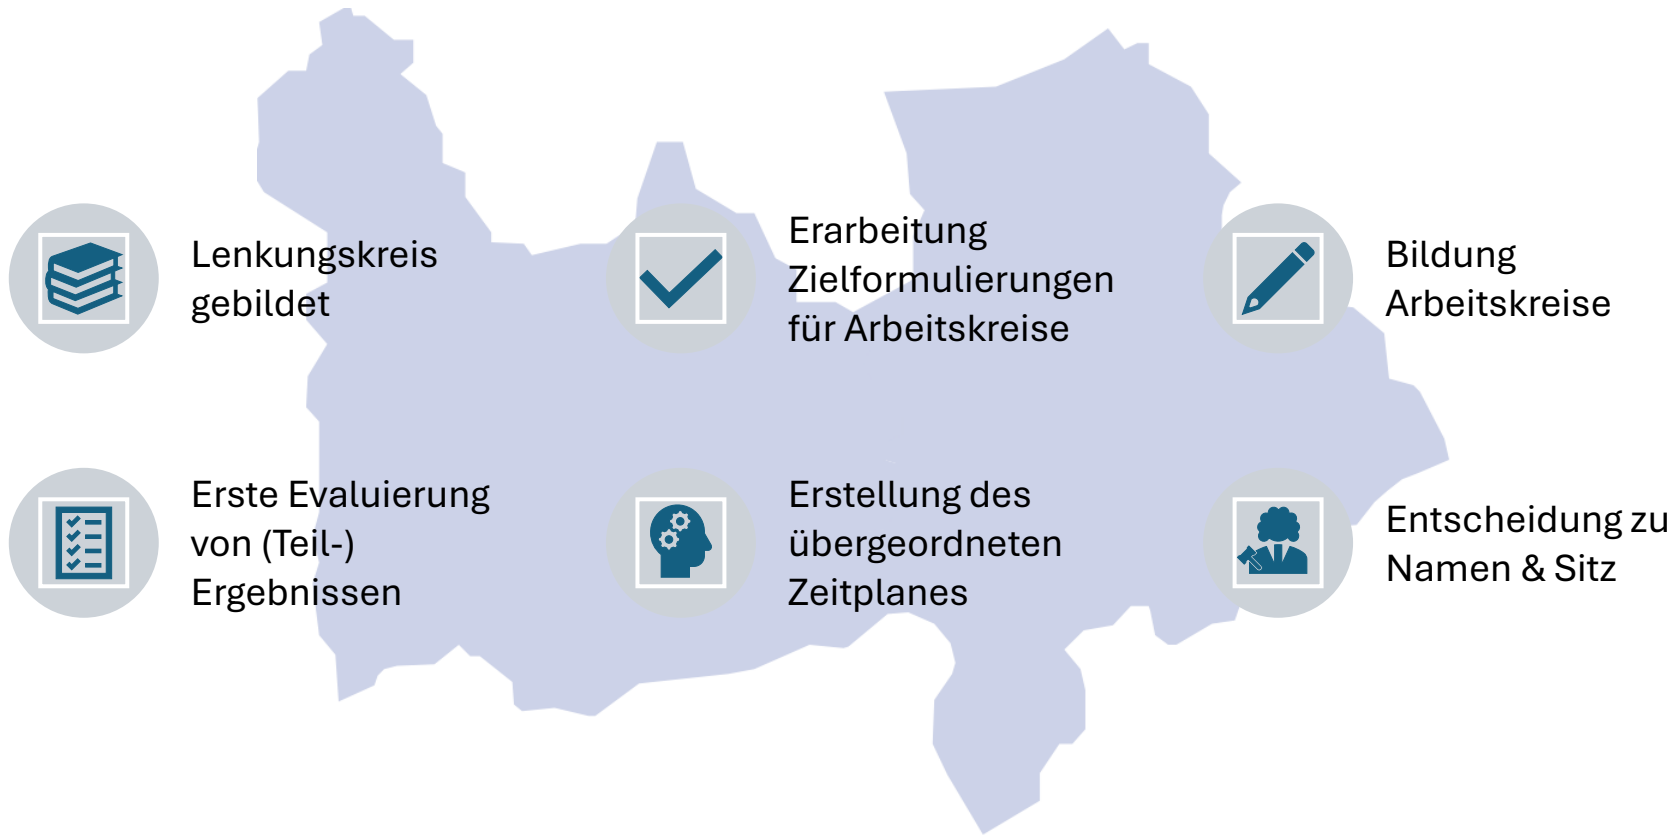 Lenkungskreis
gebildet
Erarbeitung
Zielformulierungen
für Arbeitskreise
Bildung
Arbeitskreise
Erste Evaluierung
von (Teil-)
Ergebnissen
Erstellung des
übergeordneten
Zeitplanes
Entscheidung zu
Namen & Sitz